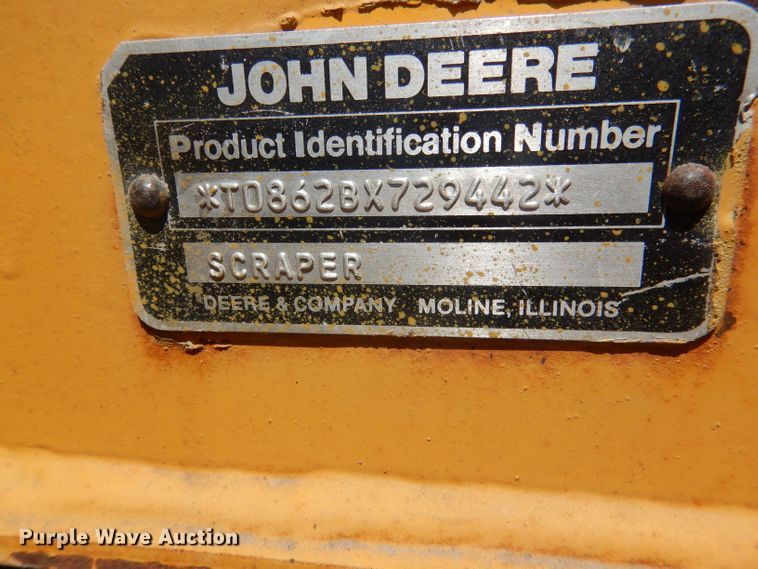 JOHN DEERE
Product Identification Number
*T0862BX729442*
SCRAPER
DEERE & COMPANY MOLINE, ILLINOIS
Purple Wave Auction